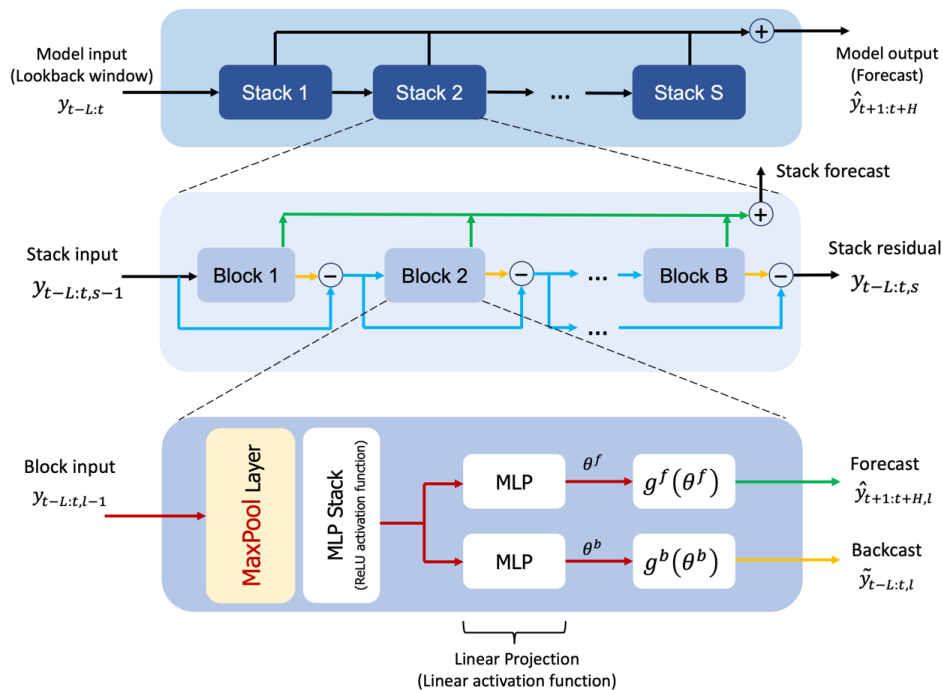 Model input
(Lookback window)
y_{t−L:t}
Stack 1
Stack 2
...
Stack S
+
Model output
(Forecast)
ŷ_{t+1:t+H}
Stack forecast
+
Stack input
y_{t−L:t,s−1}
Block 1
−
Block 2
−
...
...
Block B
−
Stack residual
y_{t−L:t,s}
Block input
y_{t−L:t,l−1}
MaxPool Layer
MLP Stack
(ReLU activation function)
MLP
θ^f
g^f(θ^f)
Forecast
ŷ_{t+1:t+H,l}
MLP
θ^b
g^b(θ^b)
Backcast
ỹ_{t−L:t,l}
Linear Projection
(Linear activation function)